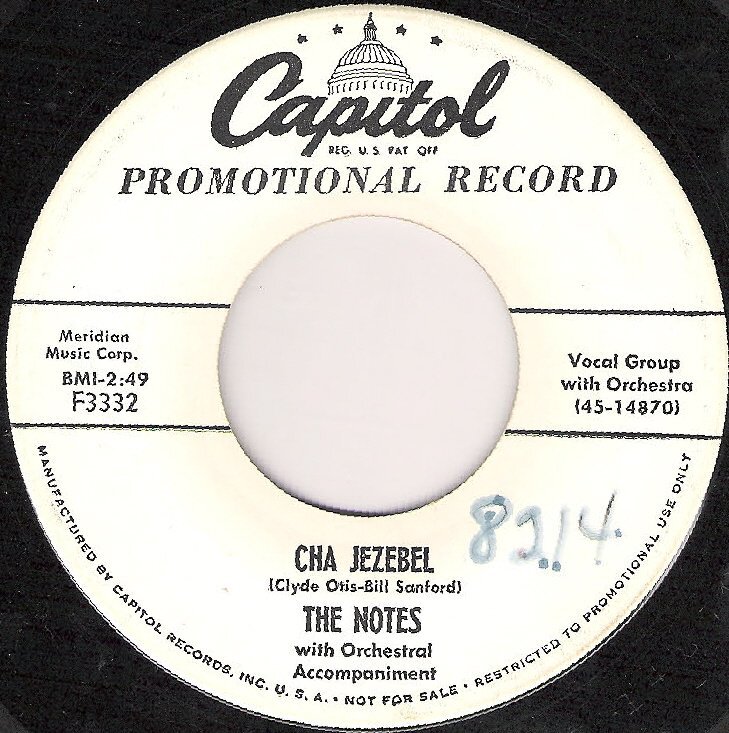 Capitol
REG. U.S. PAT. OFF.
PROMOTIONAL RECORD
Meridian
Music Corp.
BMI-2:49
F3332
Vocal Group
with Orchestra
(45-14870)
8214
CHA JEZEBEL
(Clyde Otis-Bill Sanford)
THE NOTES
with Orchestral
Accompaniment
MANUFACTURED BY CAPITOL RECORDS, INC. U.S.A. • NOT FOR SALE • RESTRICTED TO PROMOTIONAL USE ONLY